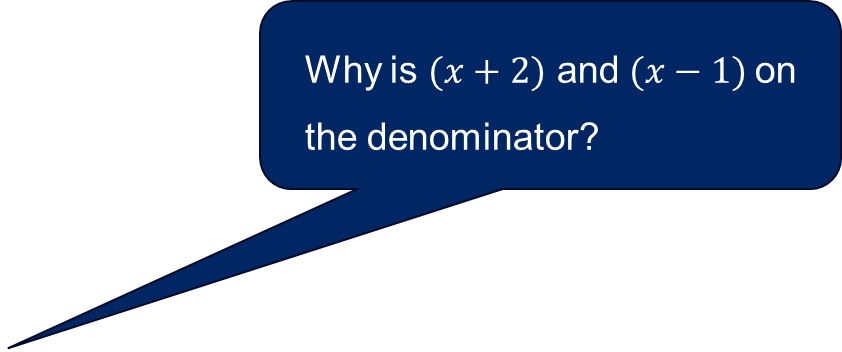 Why is (𝑥 + 2) and (𝑥 − 1) on
the denominator?